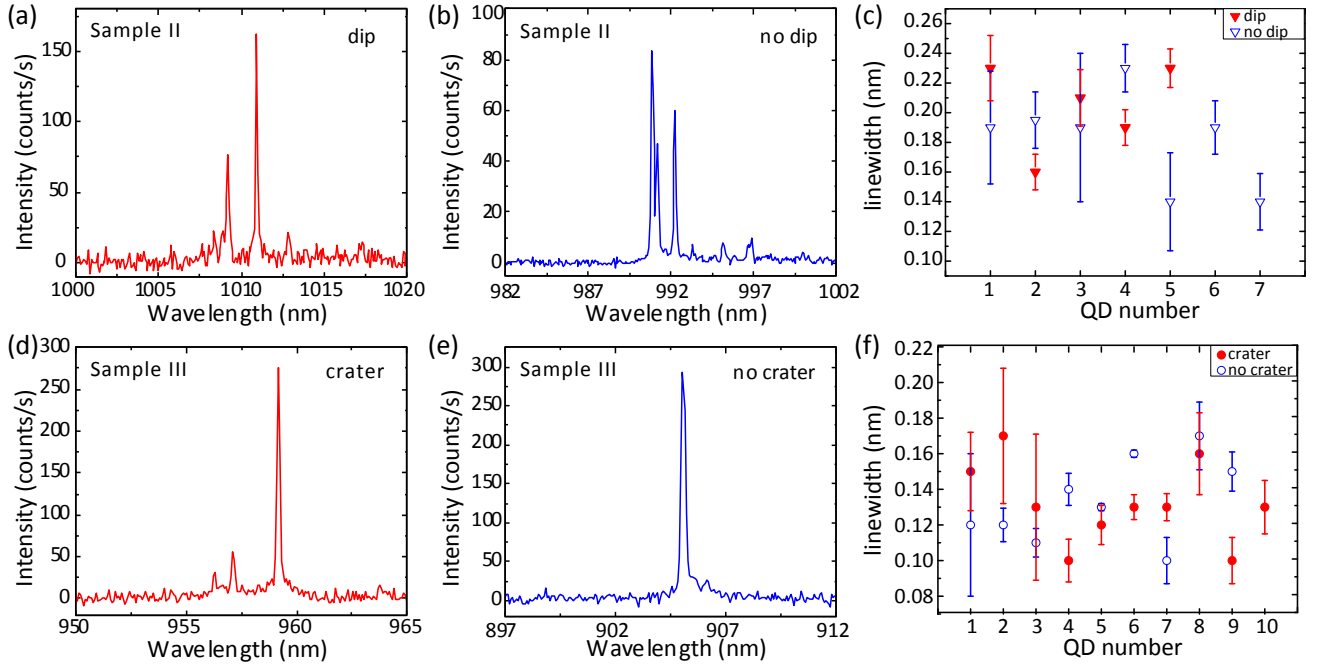 (a)
Sample II
dip
150
100
50
0
1000 1005 1010 1015 1020
Wavelength (nm)
Intensity (counts/s)
(b)
Sample II
no dip
100
80
60
40
20
0
982 987 992 997 1002
Wavelength (nm)
Intensity (counts/s)
(c)
dip
no dip
0.26
0.24
0.22
0.20
0.18
0.16
0.14
0.12
0.10
1 2 3 4 5 6 7
QD number
linewidth (nm)
(d)
Sample III
crater
300
250
200
150
100
50
0
950 955 960 965
Wavelength (nm)
Intensity (counts/s)
(e)
Sample III
no crater
300
250
200
150
100
50
0
897 902 907 912
Wavelength (nm)
Intensity (counts/s)
(f)
crater
no crater
0.22
0.20
0.18
0.16
0.14
0.12
0.10
0.08
1 2 3 4 5 6 7 8 9 10
QD number
linewidth (nm)